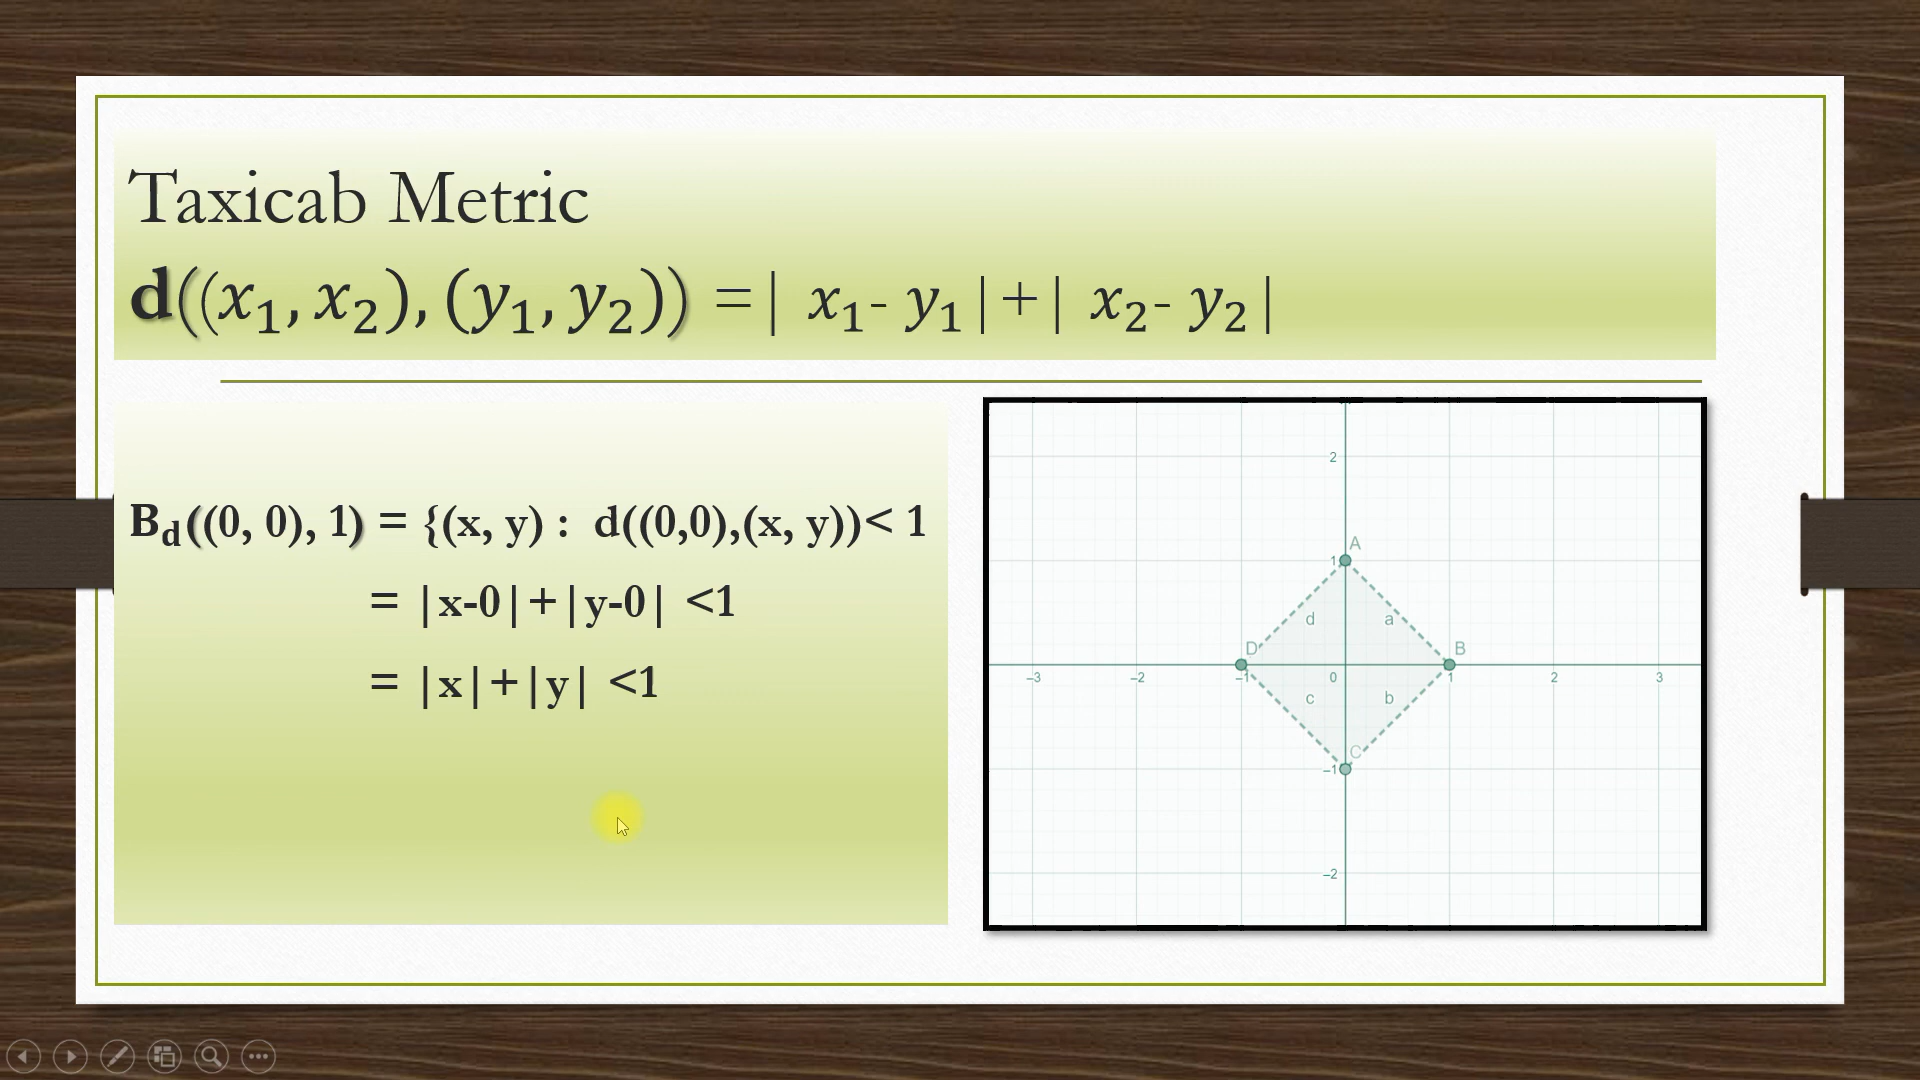 Taxicab Metric
d((x₁, x₂), (y₁, y₂)) = | x₁- y₁ | + | x₂- y₂ |
B_d((0, 0), 1) = {(x, y) : d((0,0),(x, y))< 1
= |x-0|+|y-0| <1
= |x|+|y| <1
2
A
1
d a
D B
-3 -2 -1 0 1 2 3
c b
C
-1
-2